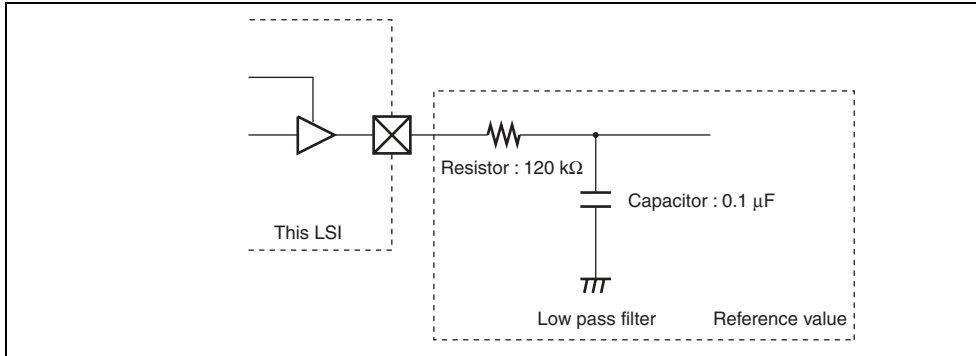 Resistor : 120 kΩ
Capacitor : 0.1 μF
This LSI
Low pass filter
Reference value